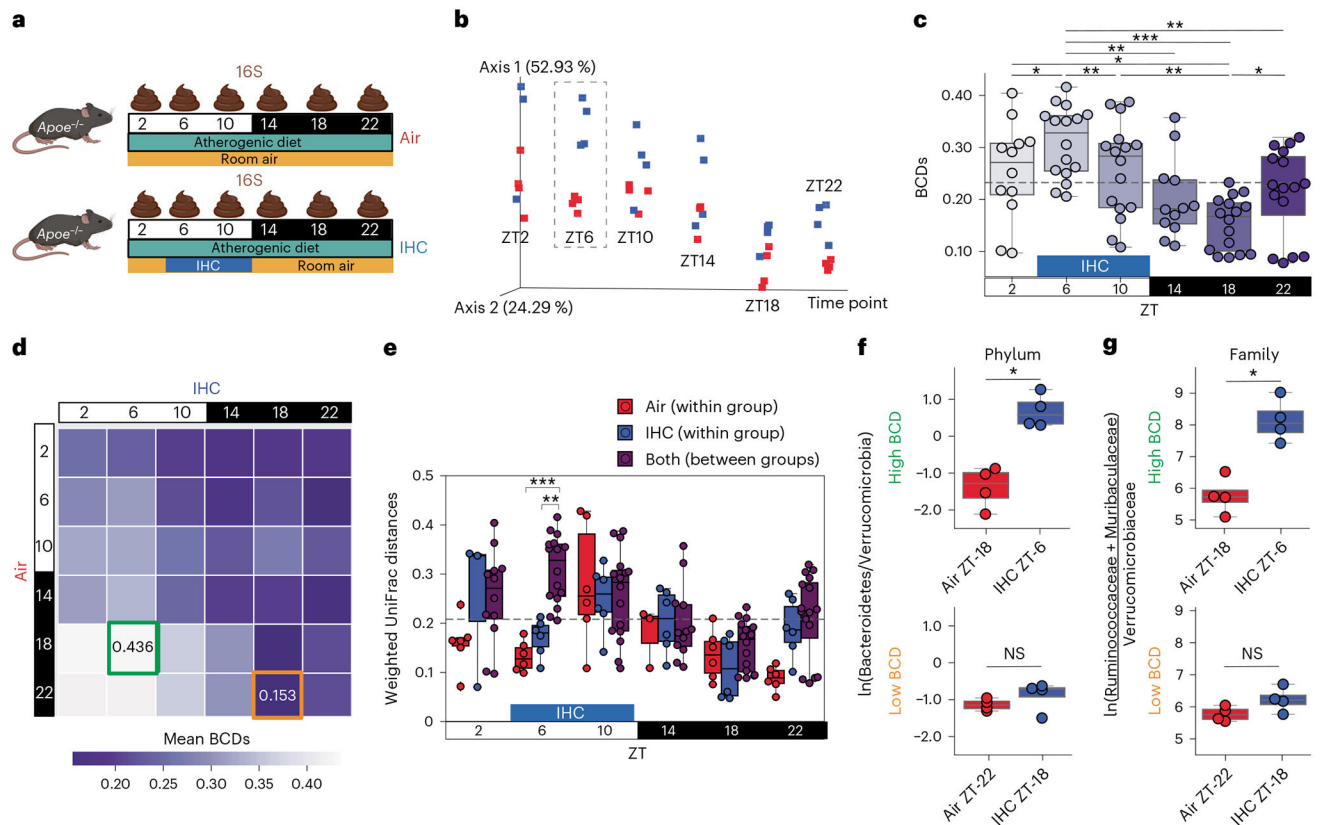 a
16S
Apoe-/-
2 6 10 14 18 22
Air
Atherogenic diet
Room air
16S
Apoe-/-
2 6 10 14 18 22
Atherogenic diet
IHC
IHC
Room air
b
Axis 1 (52.93 %)
ZT2
ZT6
ZT10
ZT14
ZT18
ZT22
Axis 2 (24.29 %)
Time point
c
**
***
**
*
* ** ** *
BCDs
0.40
0.30
0.20
0.10
IHC
2 6 10 14 18 22
ZT
d
IHC
2 6 10 14 18 22
Air
2
6
10
14
18
22
0.436
0.153
Mean BCDs
0.20 0.25 0.30 0.35 0.40
e
Air (within group)
IHC (within group)
Both (between groups)
Weighted UniFrac distances
0.5
0.4
0.3
0.2
0.1
0
***
**
IHC
2 6 10 14 18 22
ZT
f
Phylum
*
ln(Bacteroidetes/Verrucomicrobia)
High BCD
1.0
0
-1.0
-2.0
Air ZT-18
IHC ZT-6
Low BCD
1.0
0
-1.0
-2.0
NS
Air ZT-22
IHC ZT-18
g
Family
*
ln(Ruminococcaceae + Muribaculaceae)
Verrucomicrobiaceae
High BCD
9
8
7
6
5
Air ZT-18
IHC ZT-6
Low BCD
9
8
7
6
5
NS
Air ZT-22
IHC ZT-18